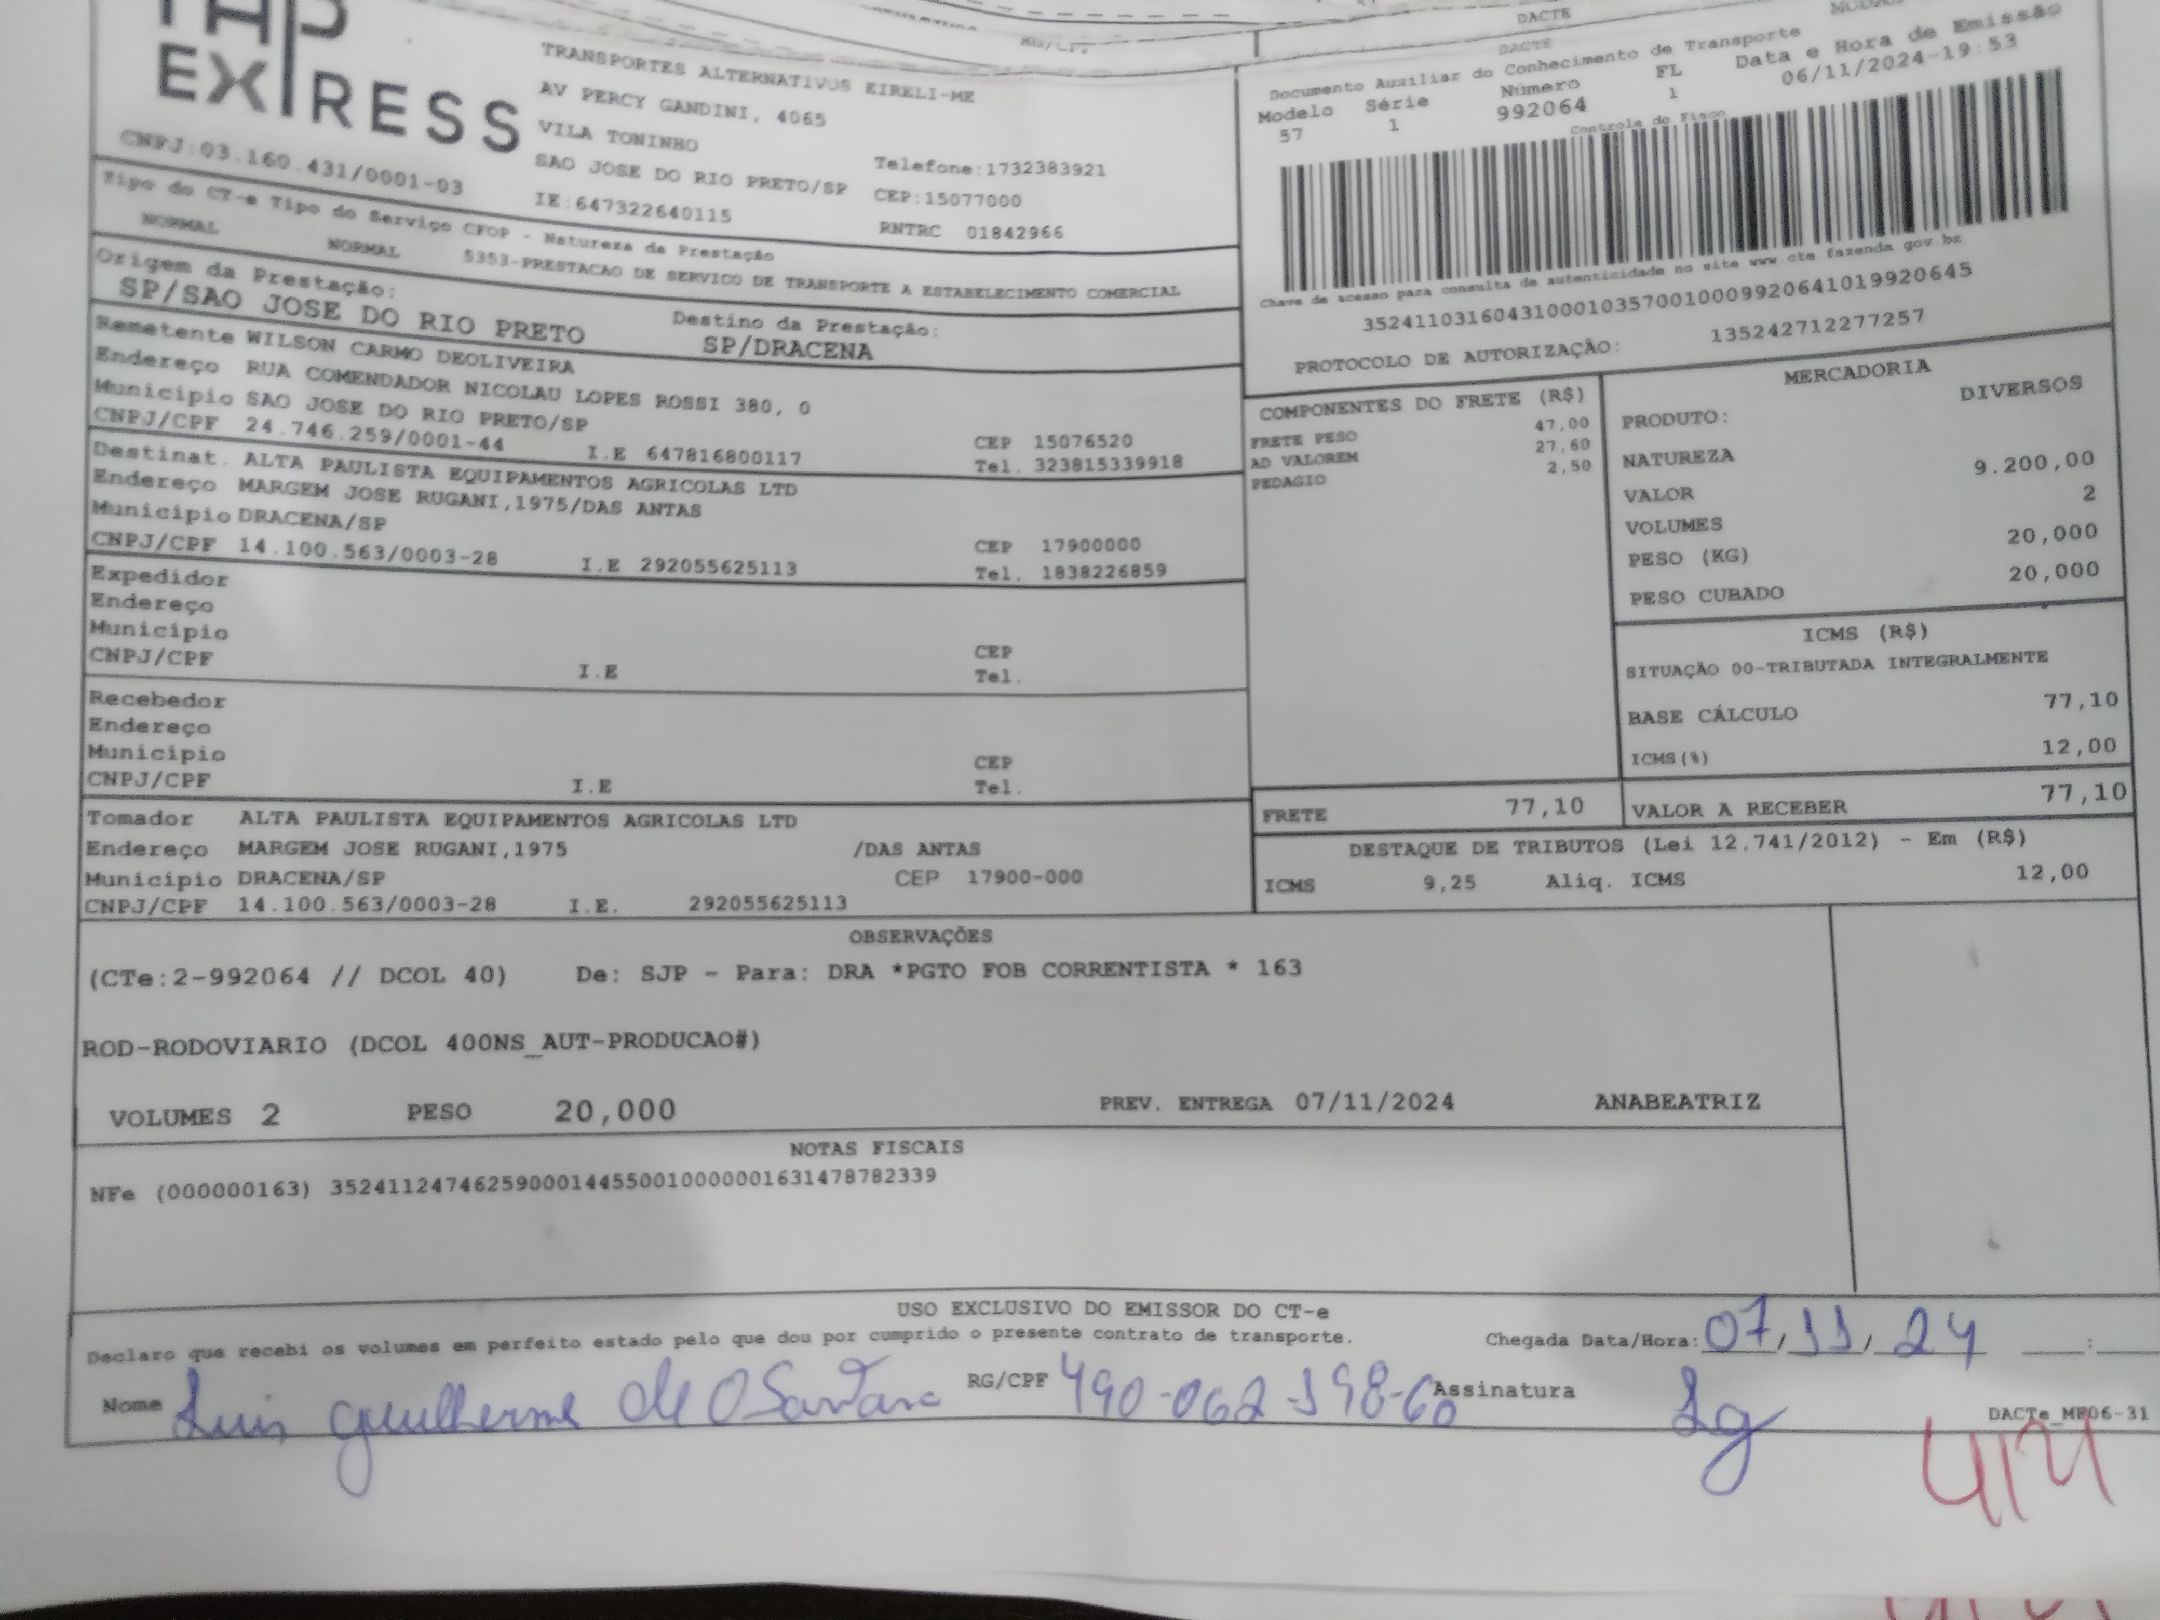 EXPRESS
TRANSPORTES ALTERNATIVOS EIRELI-ME
AV PERCY GANDINI, 4065
VILA TONINHO
SAO JOSE DO RIO PRETO/SP
Telefone:1732383921
CEP:15077000
CNPJ:03.160.431/0001-03
IE:647322640115
RNTRC 01842966
DACTE
DACTE
Documento Auxiliar do Conhecimento de Transporte
Modelo Série Número FL Data e Hora de Emissão
57 1 992064 1 06/11/2024-19:53
Controle do Fisco
Chave de acesso para consulta de autenticidade no site www.cte.fazenda.gov.br
35241103160431000103570010009920641019920645
PROTOCOLO DE AUTORIZAÇÃO: 135242712277257
Tipo do CT-e Tipo do Serviço CFOP - Natureza da Prestação
NORMAL NORMAL 5353-PRESTACAO DE SERVICO DE TRANSPORTE A ESTABELECIMENTO COMERCIAL
Origem da Prestação: Destino da Prestação:
SP/SAO JOSE DO RIO PRETO SP/DRACENA
Remetente WILSON CARMO DEOLIVEIRA
Endereço RUA COMENDADOR NICOLAU LOPES ROSSI 380, 0
Município SAO JOSE DO RIO PRETO/SP CEP 15076520
CNPJ/CPF 24.746.259/0001-44 I.E 647816800117 Tel. 323815339918
Destinat. ALTA PAULISTA EQUIPAMENTOS AGRICOLAS LTD
Endereço MARGEM JOSE RUGANI,1975/DAS ANTAS
Município DRACENA/SP CEP 17900000
CNPJ/CPF 14.100.563/0003-28 I.E 292055625113 Tel. 1838226859
Expedidor
Endereço
Município CEP
CNPJ/CPF I.E Tel.
Recebedor
Endereço
Município CEP
CNPJ/CPF I.E Tel.
Tomador ALTA PAULISTA EQUIPAMENTOS AGRICOLAS LTD
Endereço MARGEM JOSE RUGANI,1975 /DAS ANTAS
Município DRACENA/SP CEP 17900-000
CNPJ/CPF 14.100.563/0003-28 I.E. 292055625113
COMPONENTES DO FRETE (R$)
FRETE PESO 47,00
AD VALOREM 27,60
PEDAGIO 2,50
FRETE 77,10
MERCADORIA
PRODUTO: DIVERSOS
NATUREZA
VALOR 9.200,00
VOLUMES 2
PESO (KG) 20,000
PESO CUBADO 20,000
ICMS (R$)
SITUAÇÃO 00-TRIBUTADA INTEGRALMENTE
BASE CÁLCULO 77,10
ICMS(%) 12,00
VALOR A RECEBER 77,10
DESTAQUE DE TRIBUTOS (Lei 12.741/2012) - Em (R$)
ICMS 9,25 Aliq. ICMS 12,00
OBSERVAÇÕES
(CTe:2-992064 // DCOL 40) De: SJP - Para: DRA *PGTO FOB CORRENTISTA * 163
ROD-RODOVIARIO (DCOL 400NS_AUT-PRODUCAO#)
VOLUMES 2 PESO 20,000 PREV. ENTREGA 07/11/2024 ANABEATRIZ
NOTAS FISCAIS
NFe (000000163) 35241124746259000144550010000001631478782339
USO EXCLUSIVO DO EMISSOR DO CT-e
Declaro que recebi os volumes em perfeito estado pelo que dou por cumprido o presente contrato de transporte. Chegada Data/Hora: 07/11/24 :
Nome Luis Guilherme de O Santana RG/CPF 490-062-198-60 Assinatura Lg
DACTe_MF06-31